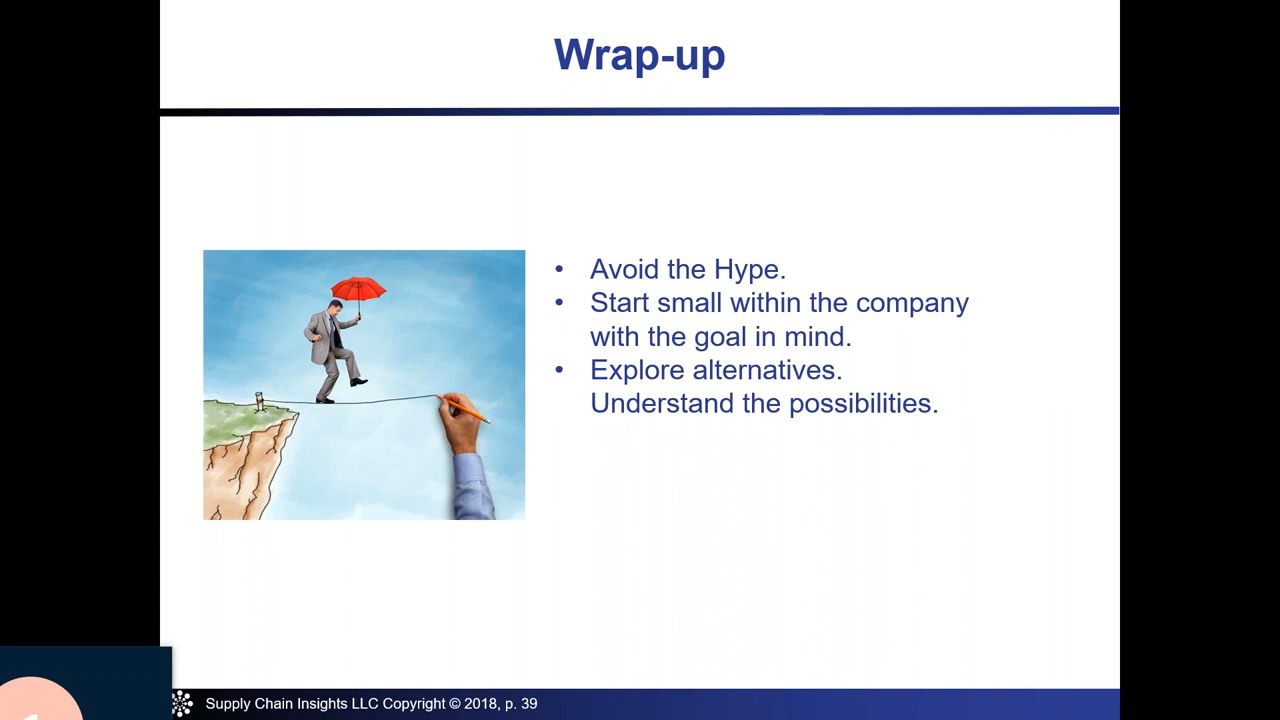 Wrap-up
• Avoid the Hype.
• Start small within the company
with the goal in mind.
• Explore alternatives.
Understand the possibilities.
Supply Chain Insights LLC Copyright © 2018, p. 39